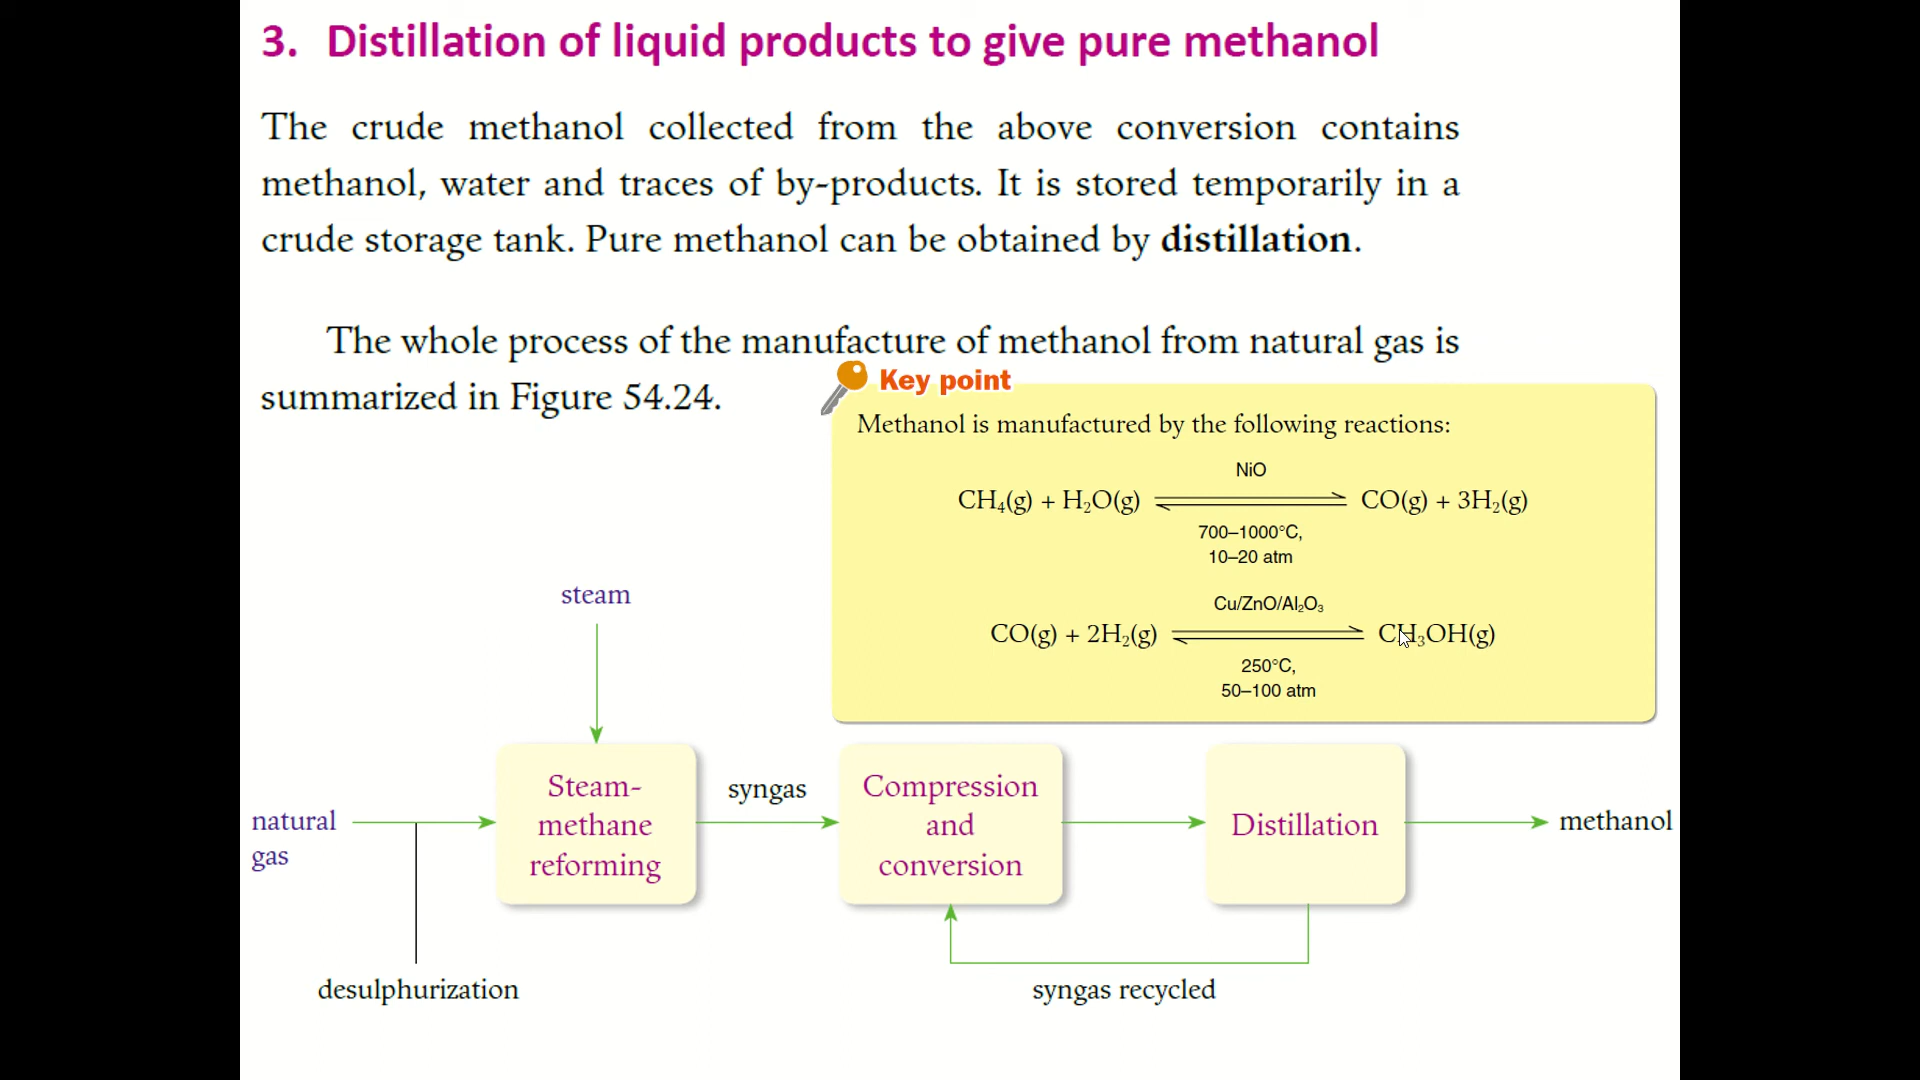 3. Distillation of liquid products to give pure methanol
The crude methanol collected from the above conversion contains
methanol, water and traces of by-products. It is stored temporarily in a
crude storage tank. Pure methanol can be obtained by distillation.
The whole process of the manufacture of methanol from natural gas is
summarized in Figure 54.24.
Key point
Methanol is manufactured by the following reactions:
NiO
CH₄(g) + H₂O(g) ⇌ CO(g) + 3H₂(g)
700–1000°C,
10–20 atm
Cu/ZnO/Al₂O₃
CO(g) + 2H₂(g) ⇌ CH₃OH(g)
250°C,
50–100 atm
steam
natural
gas
desulphurization
Steam-
methane
reforming
syngas
Compression
and
conversion
Distillation
methanol
syngas recycled